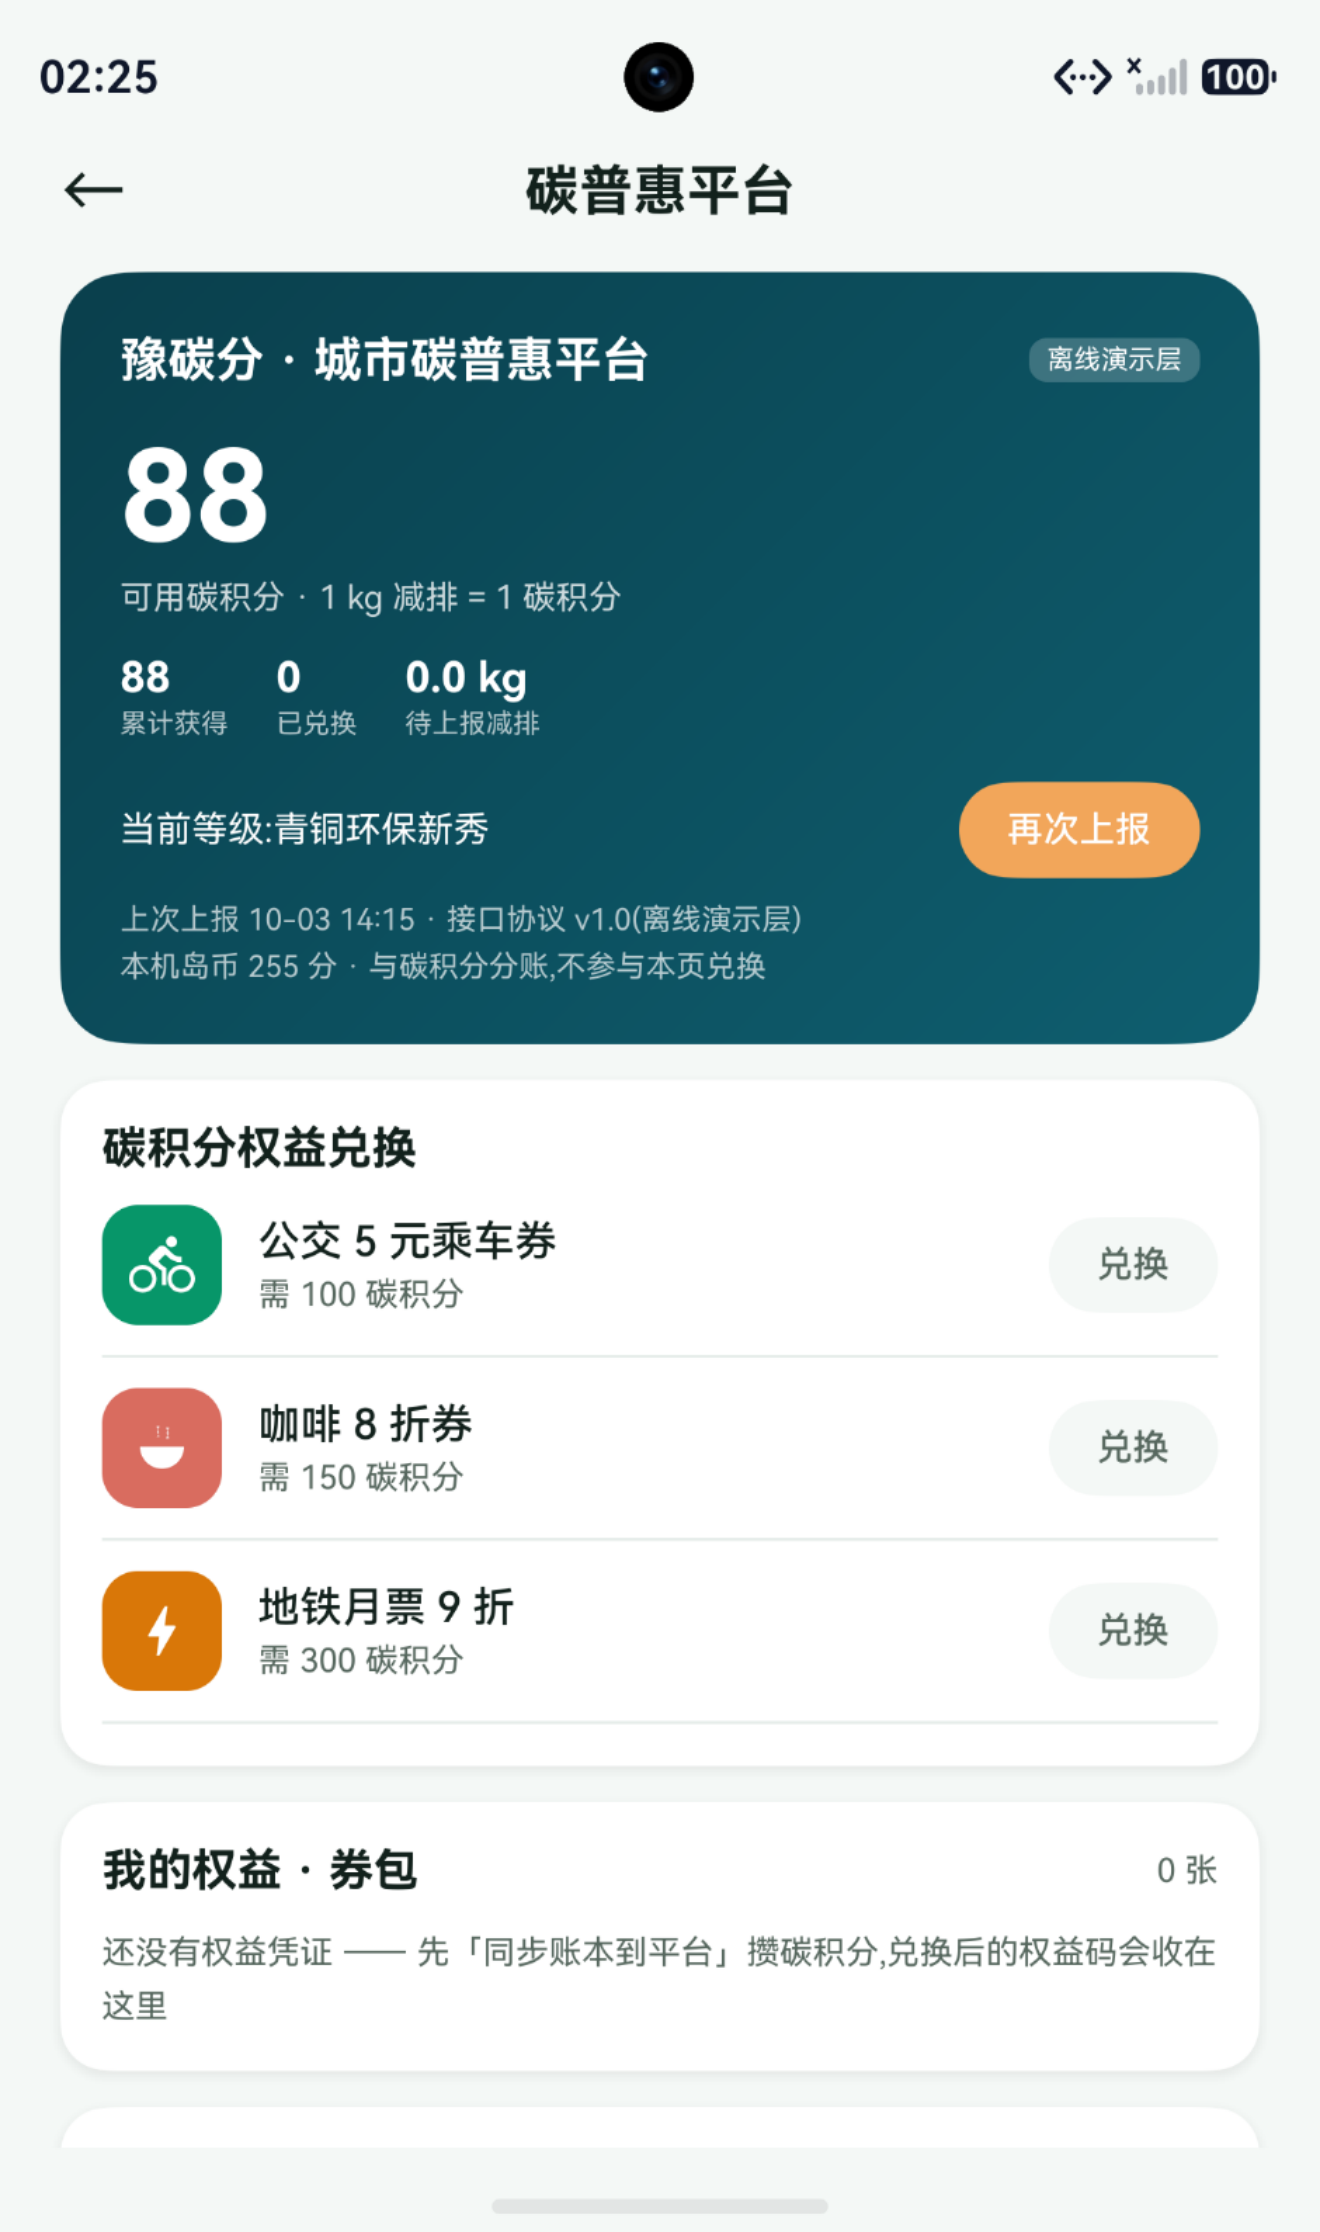 02:25
100
碳普惠平台
豫碳分 · 城市碳普惠平台
离线演示层
88
可用碳积分 · 1 kg 减排 = 1 碳积分
88 0 0.0 kg
累计获得 已兑换 待上报减排
当前等级:青铜环保新秀
再次上报
上次上报 10-03 14:15 · 接口协议 v1.0(离线演示层)
本机岛币 255 分 · 与碳积分分账,不参与本页兑换
碳积分权益兑换
公交 5 元乘车券
需 100 碳积分
兑换
咖啡 8 折券
需 150 碳积分
兑换
地铁月票 9 折
需 300 碳积分
兑换
我的权益 · 券包
0 张
还没有权益凭证 —— 先「同步账本到平台」攒碳积分,兑换后的权益码会收在
这里